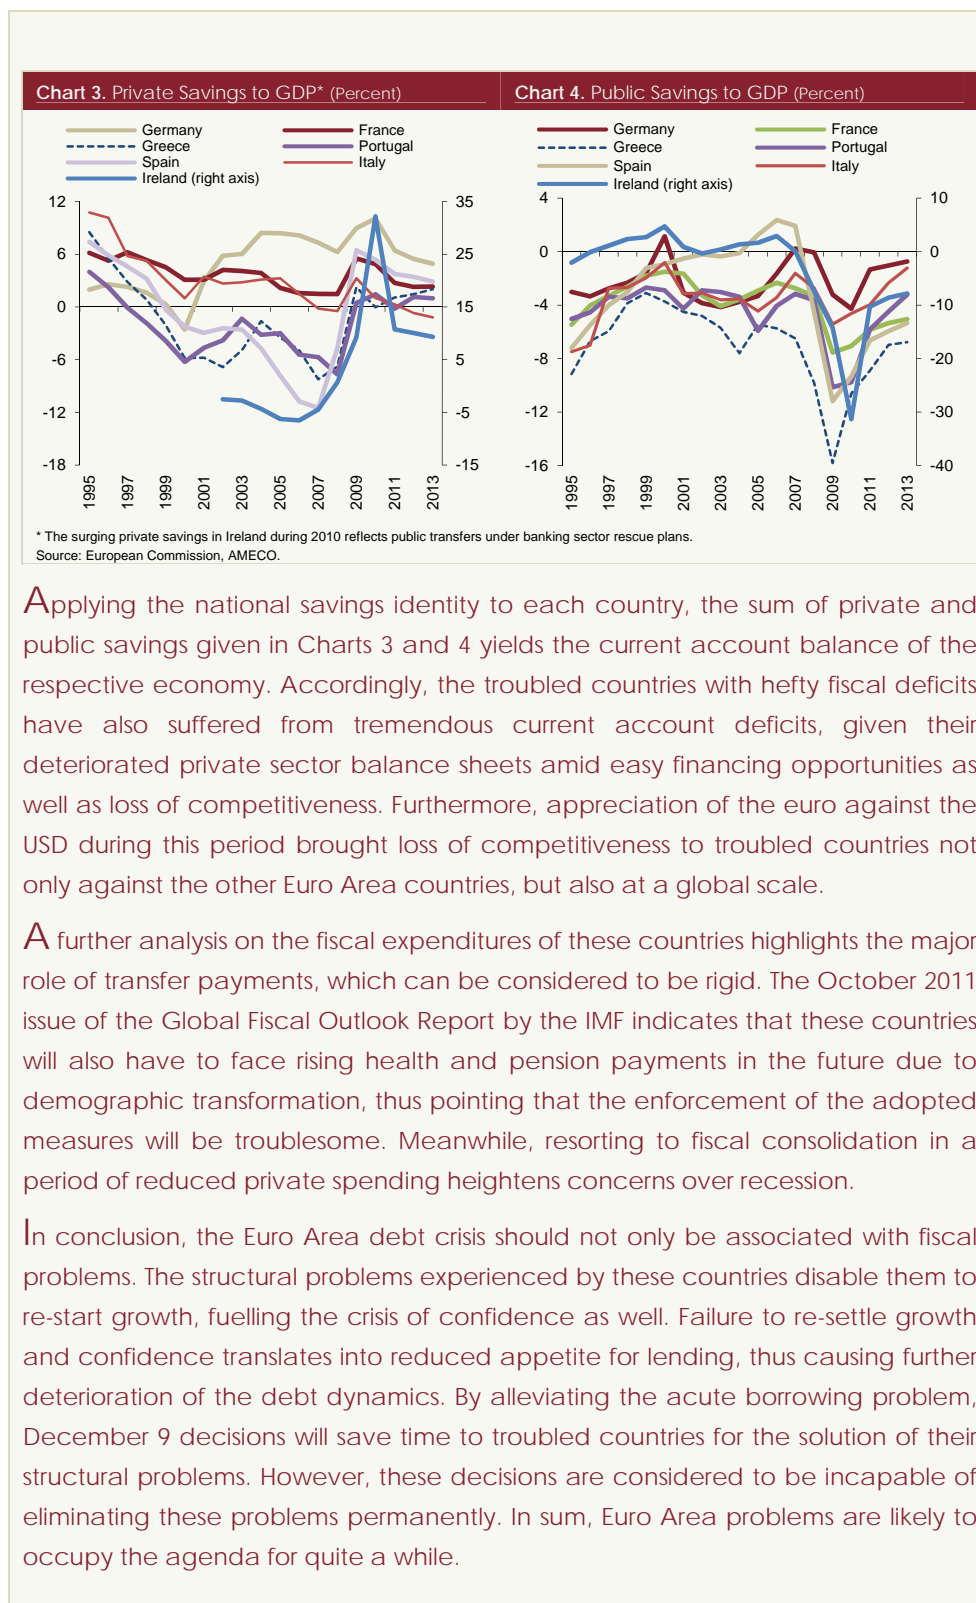 Chart 3. Private Savings to GDP* (Percent)
Germany
France
Greece
Portugal
Spain
Italy
Ireland (right axis)
12
6
0
-6
-12
-18
35
25
15
5
-5
-15
1995
1997
1999
2001
2003
2005
2007
2009
2011
2013
Chart 4. Public Savings to GDP (Percent)
Germany
France
Greece
Portugal
Spain
Italy
Ireland (right axis)
4
0
-4
-8
-12
-16
10
0
-10
-20
-30
-40
1995
1997
1999
2001
2003
2005
2007
2009
2011
2013
* The surging private savings in Ireland during 2010 reflects public transfers under banking sector rescue plans.
Source: European Commission, AMECO.
Applying the national savings identity to each country, the sum of private and
public savings given in Charts 3 and 4 yields the current account balance of the
respective economy. Accordingly, the troubled countries with hefty fiscal deficits
have also suffered from tremendous current account deficits, given their
deteriorated private sector balance sheets amid easy financing opportunities as
well as loss of competitiveness. Furthermore, appreciation of the euro against the
USD during this period brought loss of competitiveness to troubled countries not
only against the other Euro Area countries, but also at a global scale.
A further analysis on the fiscal expenditures of these countries highlights the major
role of transfer payments, which can be considered to be rigid. The October 2011
issue of the Global Fiscal Outlook Report by the IMF indicates that these countries
will also have to face rising health and pension payments in the future due to
demographic transformation, thus pointing that the enforcement of the adopted
measures will be troublesome. Meanwhile, resorting to fiscal consolidation in a
period of reduced private spending heightens concerns over recession.
In conclusion, the Euro Area debt crisis should not only be associated with fiscal
problems. The structural problems experienced by these countries disable them to
re-start growth, fuelling the crisis of confidence as well. Failure to re-settle growth
and confidence translates into reduced appetite for lending, thus causing further
deterioration of the debt dynamics. By alleviating the acute borrowing problem,
December 9 decisions will save time to troubled countries for the solution of their
structural problems. However, these decisions are considered to be incapable of
eliminating these problems permanently. In sum, Euro Area problems are likely to
occupy the agenda for quite a while.